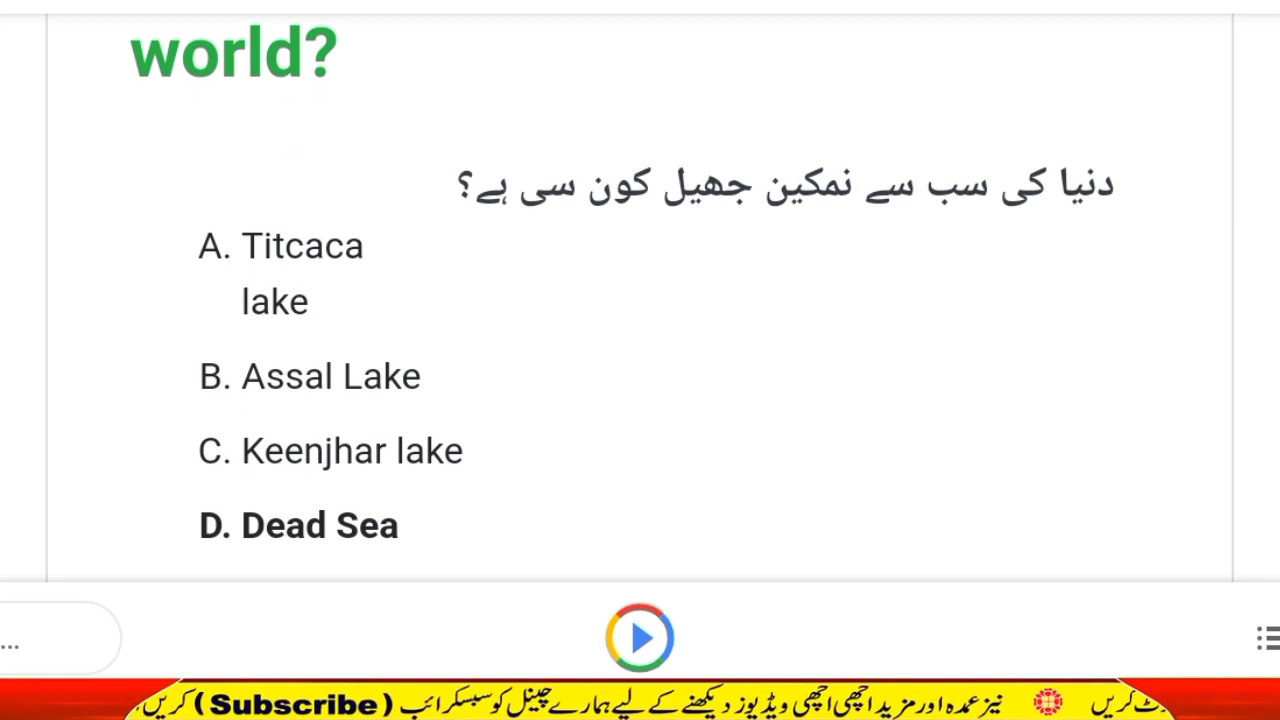 world?
دنیا کی سب سے نمکین جھیل کون سی ہے؟
A. Titcaca
lake
B. Assal Lake
C. Keenjhar lake
D. Dead Sea
...
کریں نیز عمدہ اور مزید اچھی اچھی ویڈیوز دیکھنے کے لیے ہمارے چینل کو سبسکرائب (Subscribe) کریں